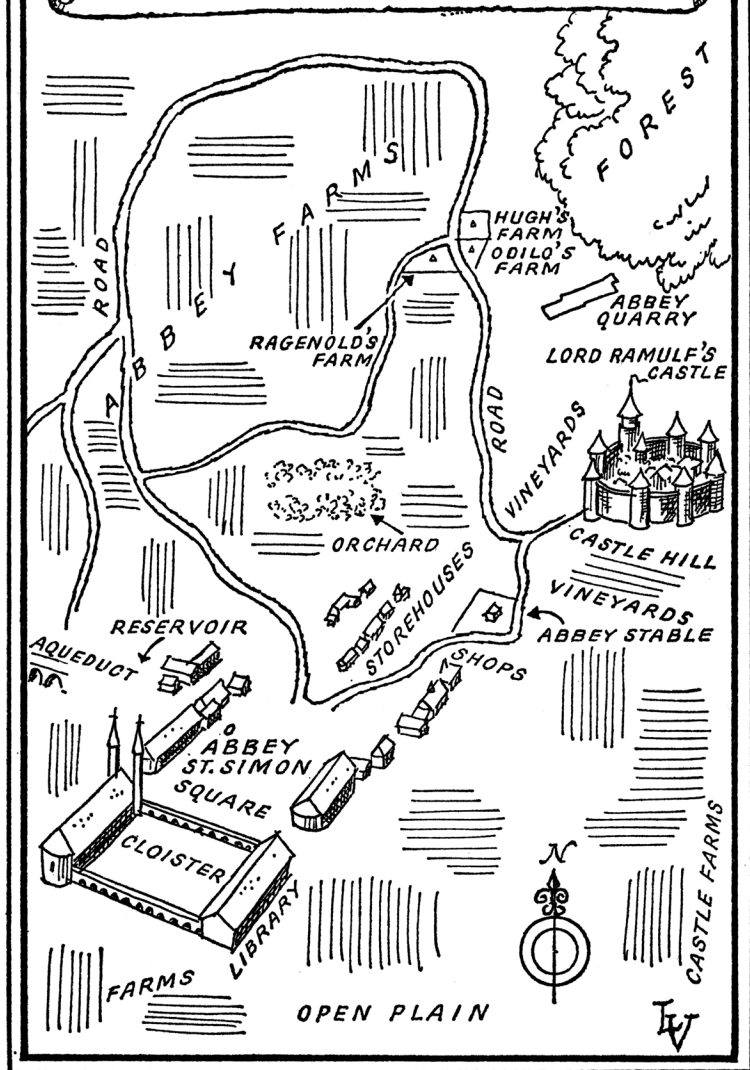 FOREST
ABBEY FARMS
ROAD
HUGH'S
FARM
ODILO'S
FARM
RAGENOLD'S
FARM
ABBEY
QUARRY
LORD RAMULF'S
CASTLE
ROAD
VINEYARDS
ORCHARD
CASTLE HILL
STOREHOUSES
VINEYARDS
ABBEY STABLE
RESERVOIR
AQUEDUCT
SHOPS
ABBEY
ST. SIMON
SQUARE
CLOISTER
LIBRARY
N
CASTLE FARMS
FARMS
OPEN PLAIN
LV